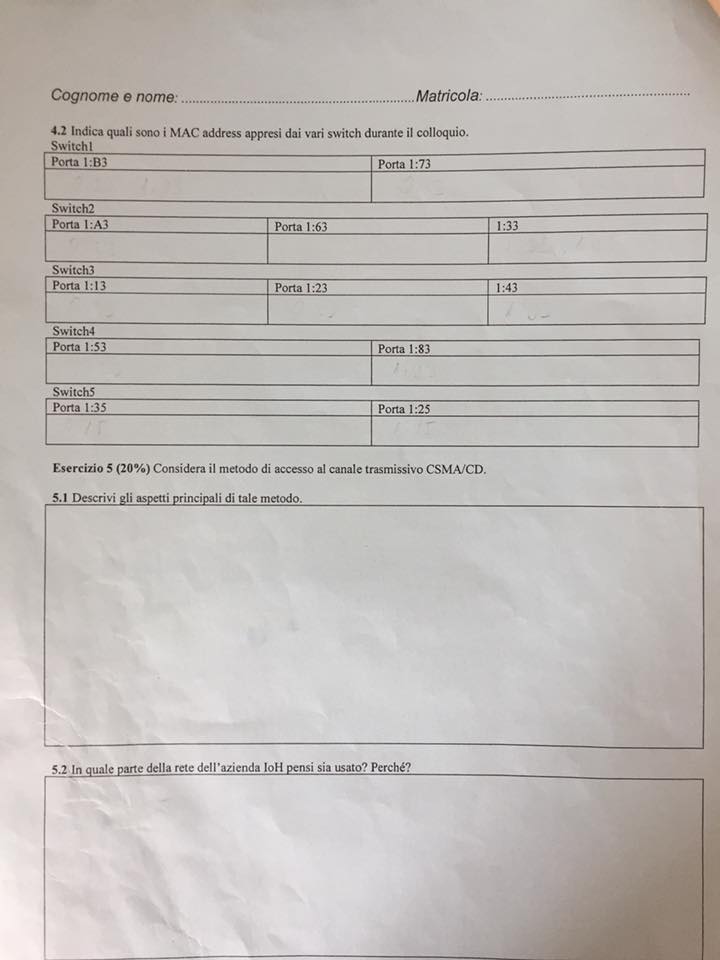 Cognome e nome: ........................................................ Matricola: ................................................
4.2 Indica quali sono i MAC address appresi dai vari switch durante il colloquio.
Switch1
Porta 1:B3 Porta 1:73
Switch2
Porta 1:A3 Porta 1:63 1:33
Switch3
Porta 1:13 Porta 1:23 1:43
Switch4
Porta 1:53 Porta 1:83
Switch5
Porta 1:35 Porta 1:25
Esercizio 5 (20%) Considera il metodo di accesso al canale trasmissivo CSMA/CD.
5.1 Descrivi gli aspetti principali di tale metodo.
5.2 In quale parte della rete dell'azienda IoH pensi sia usato? Perché?